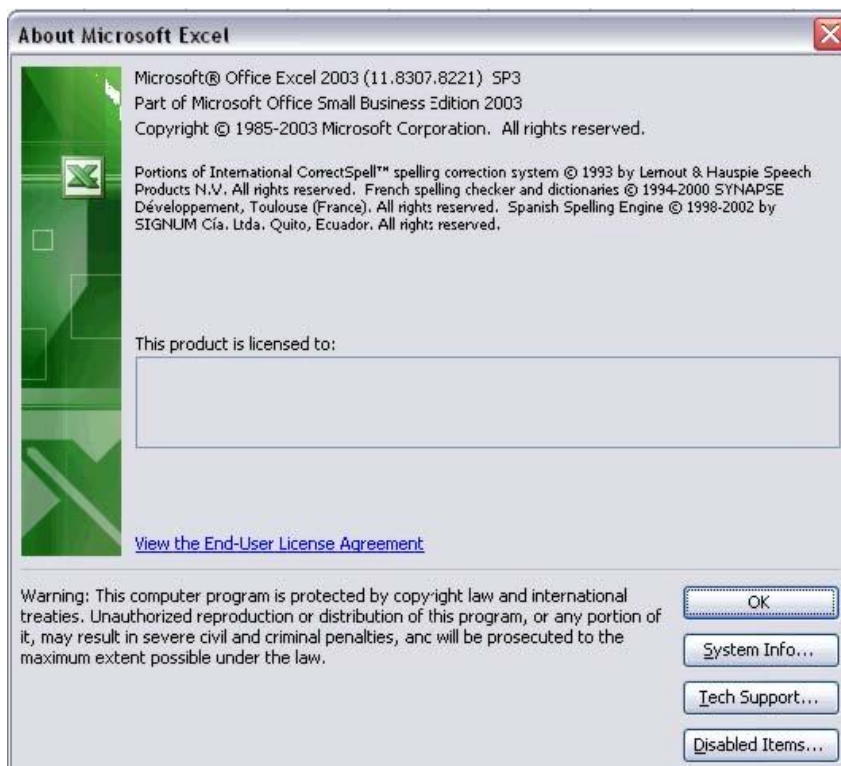 About Microsoft Excel
Microsoft® Office Excel 2003 (11.8307.8221) SP3
Part of Microsoft Office Small Business Edition 2003
Copyright © 1985-2003 Microsoft Corporation. All rights reserved.
Portions of International CorrectSpell™ spelling correction system © 1993 by Lernout & Hauspie Speech
Products N.V. All rights reserved. French spelling checker and dictionaries © 1994-2000 SYNAPSE
Développement, Toulouse (France). All rights reserved. Spanish Spelling Engine © 1998-2002 by
SIGNUM Cía. Ltda. Quito, Ecuador. All rights reserved.
This product is licensed to:
View the End-User License Agreement
Warning: This computer program is protected by copyright law and international
treaties. Unauthorized reproduction or distribution of this program, or any portion of
it, may result in severe civil and criminal penalties, and will be prosecuted to the
maximum extent possible under the law.
OK
System Info...
Tech Support...
Disabled Items...